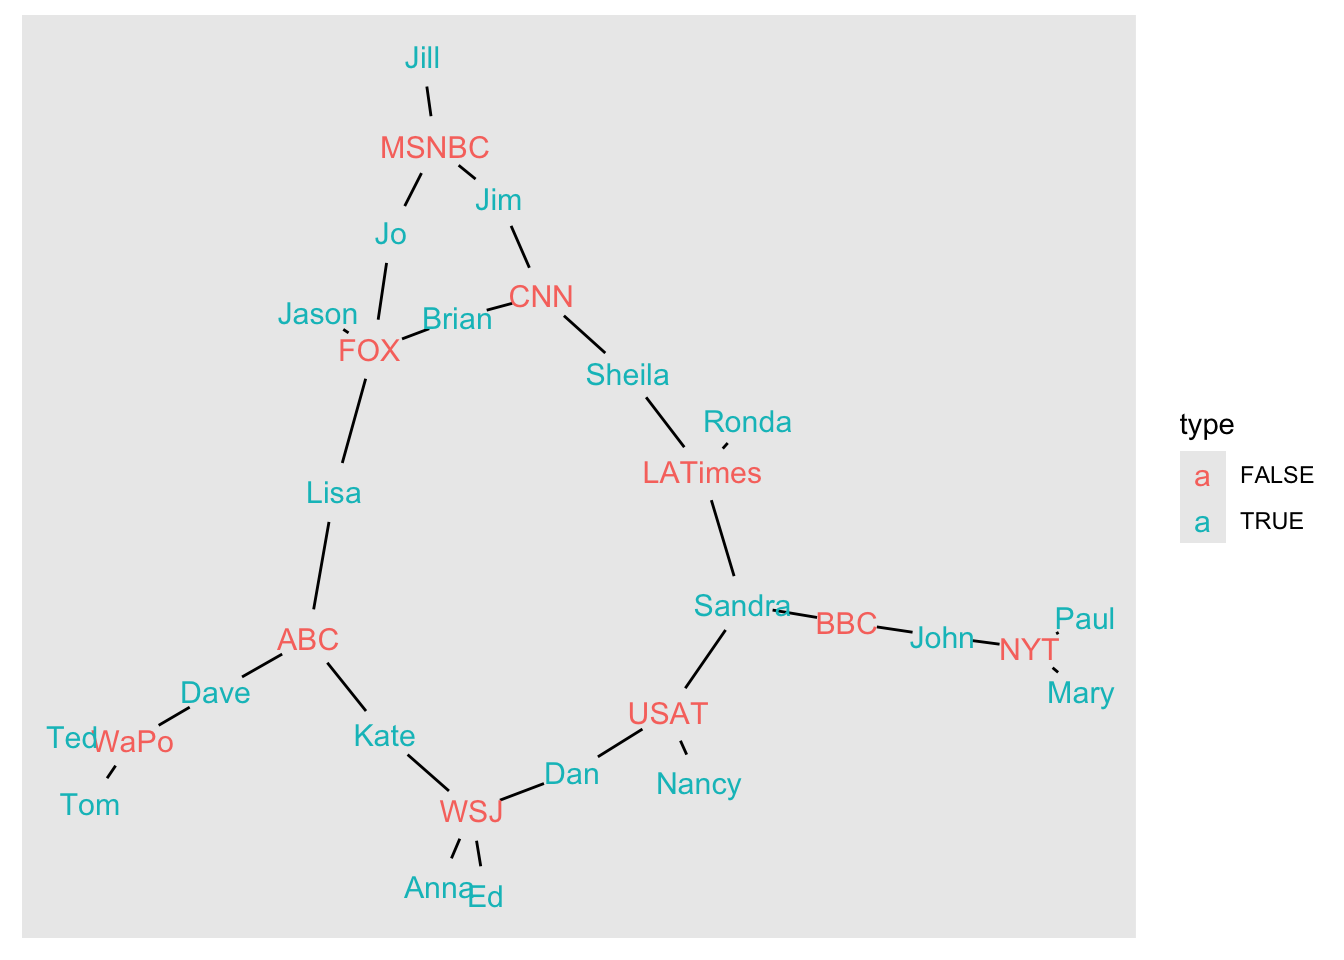 Jill
MSNBC
Jim
Jo
CNN
Jason
Brian
FOX
Sheila
Ronda
LATimes
Lisa
Sandra
BBC
Paul
John
NYT
ABC
Mary
Dave
USAT
Ted
WaPo
Kate
Dan
Nancy
Tom
WSJ
Anna
Ed
type
a FALSE
a TRUE